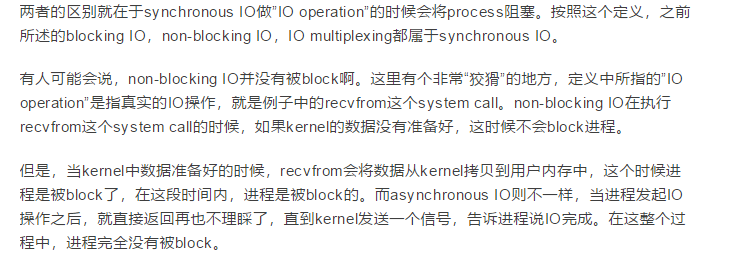 两者的区别就在于synchronous IO做”IO operation”的时候会将process阻塞。按照这个定义，之前
所述的blocking IO，non-blocking IO，IO multiplexing都属于synchronous IO。
有人可能会说，non-blocking IO并没有被block啊。这里有个非常“狡猾”的地方，定义中所指的”IO
operation”是指真实的IO操作，就是例子中的recvfrom这个system call。non-blocking IO在执行
recvfrom这个system call的时候，如果kernel的数据没有准备好，这时候不会block进程。
但是，当kernel中数据准备好的时候，recvfrom会将数据从kernel拷贝到用户内存中，这个时候进
程是被block了，在这段时间内，进程是被block的。而asynchronous IO则不一样，当进程发起IO
操作之后，就直接返回再也不理睬了，直到kernel发送一个信号，告诉进程说IO完成。在这整个过
程中，进程完全没有被block。